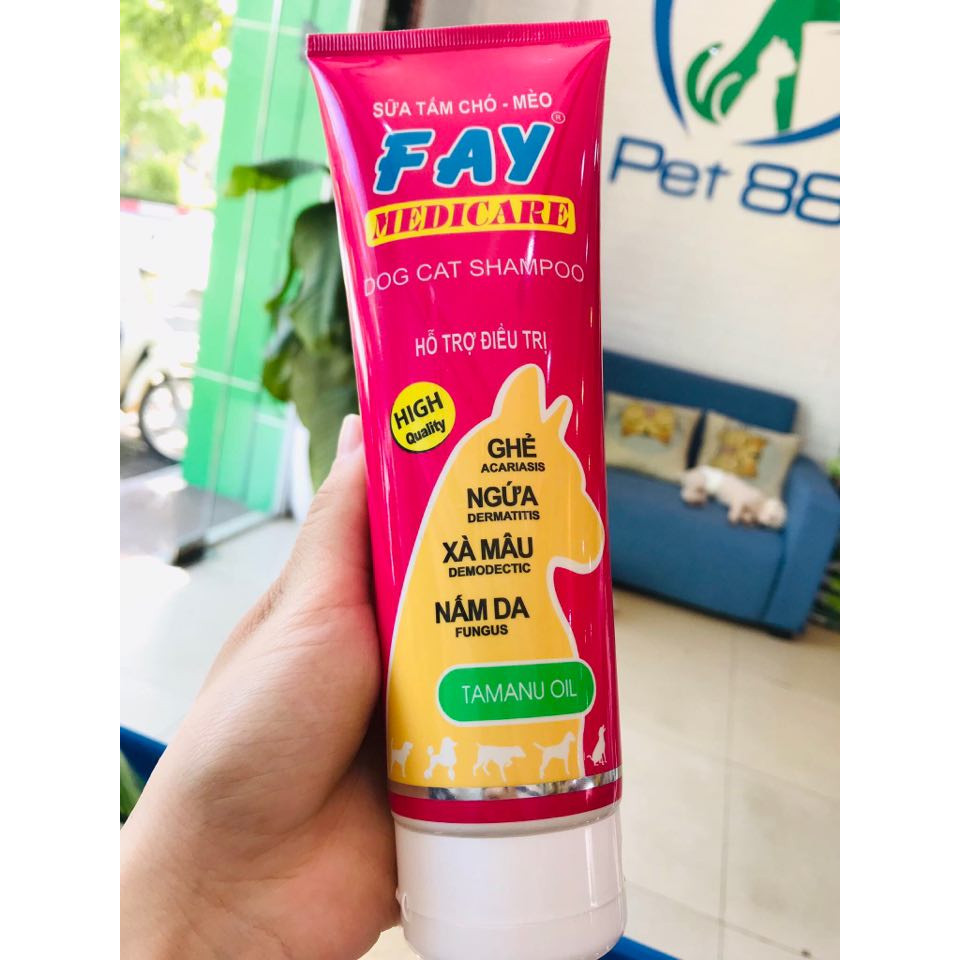 SỮA TẮM CHÓ - MÈO
FAY®
MEDICARE
DOG CAT SHAMPOO
HỖ TRỢ ĐIỀU TRỊ
HIGH
Quality
GHẺ
ACARIASIS
NGỨA
DERMATITIS
XÀ MÂU
DEMODECTIC
NẤM DA
FUNGUS
TAMANU OIL
Pet 88